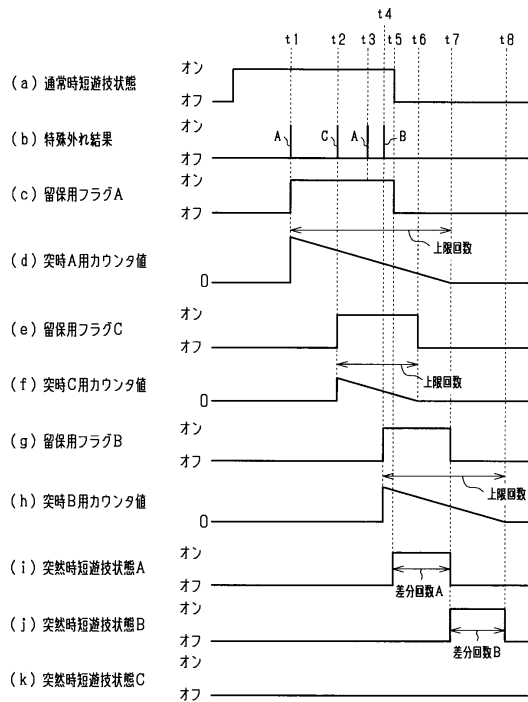 t4
t1 t2 t3 t5 t6 t7 t8
(a) 通常時短遊技状態
オン
オフ
(b) 特殊外れ結果
オン
オフ
A C A B
(c) 留保用フラグA
オン
オフ
(d) 突時A用カウンタ値
0
上限回数
(e) 留保用フラグC
オン
オフ
(f) 突時C用カウンタ値
0
上限回数
(g) 留保用フラグB
オン
オフ
(h) 突時B用カウンタ値
0
上限回数
(i) 突然時短遊技状態A
オン
オフ
差分回数A
(j) 突然時短遊技状態B
オン
オフ
差分回数B
(k) 突然時短遊技状態C
オン
オフ